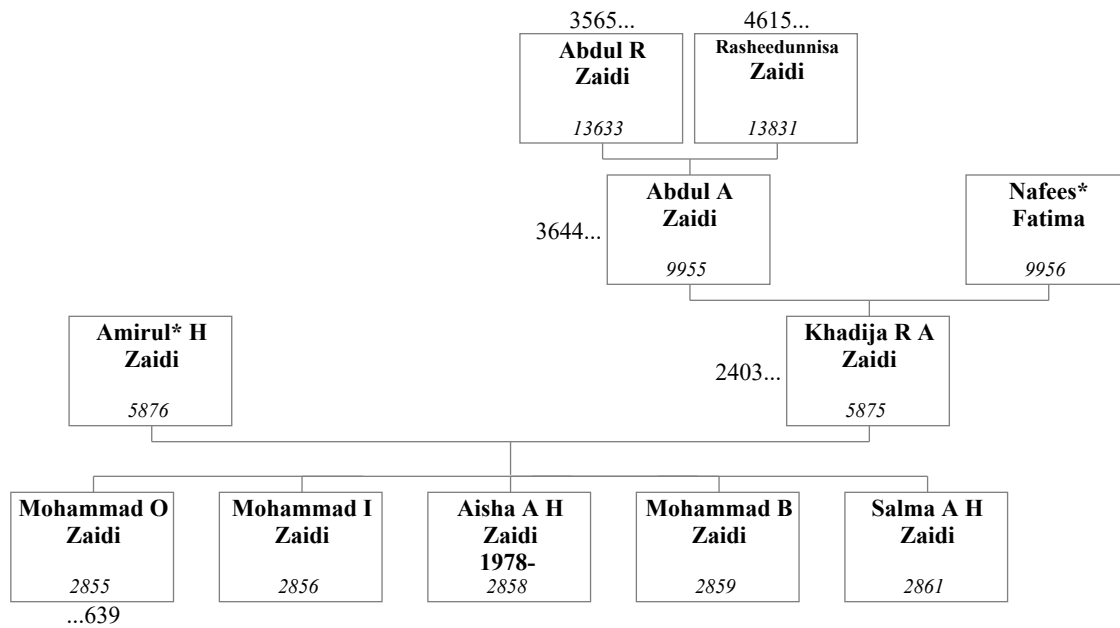 3565...
4615...
Abdul R
Zaidi
13633
Rasheedunnisa
Zaidi
13831
3644...
Abdul A
Zaidi
9955
Nafees*
Fatima
9956
Amirul* H
Zaidi
5876
2403...
Khadija R A
Zaidi
5875
Mohammad O
Zaidi
2855
...639
Mohammad I
Zaidi
2856
Aisha A H
Zaidi
1978-
2858
Mohammad B
Zaidi
2859
Salma A H
Zaidi
2861